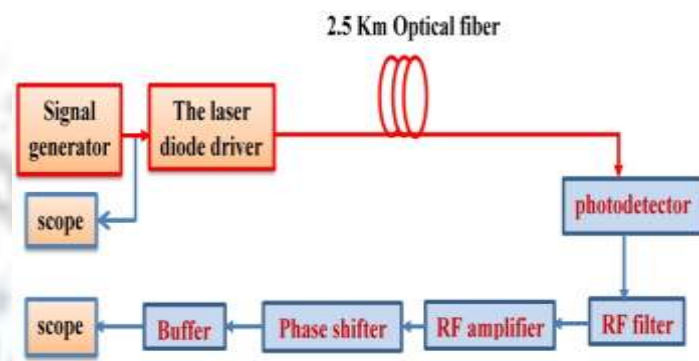 2.5 Km Optical fiber
Signal
generator
The laser
diode driver
scope
photodetector
scope
Buffer
Phase shifter
RF amplifier
RF filter